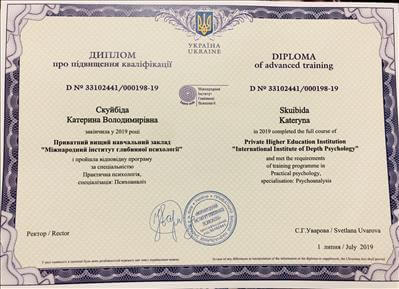 УКРАЇНА
UKRAINE
ДИПЛОМ
про підвищення кваліфікації
D № 33102441/000198-19
Міжнародний
Інститут
Глибинної
Психології
DIPLOMA
of advanced training
D № 33102441/000198-19
Скуйбіда
Катерина Володимирівна
закінчила у 2019 році
Приватний вищий навчальний заклад
"Міжнародний інститут глибинної психології"
і пройшла відповідну програму
за спеціальністю
Практична психологія,
спеціалізація: Психоаналіз
Skuibida
Kateryna
in 2019 completed the full course of
Private Higher Education Institution
"International Institute of Depth Psychology"
and met the requirements
of training programme in
Practical psychology,
specialisation: Psychoanalysis
Ректор / Rector
С.Г.Уварова / Svetlana Uvarova
1 липня / July 2019